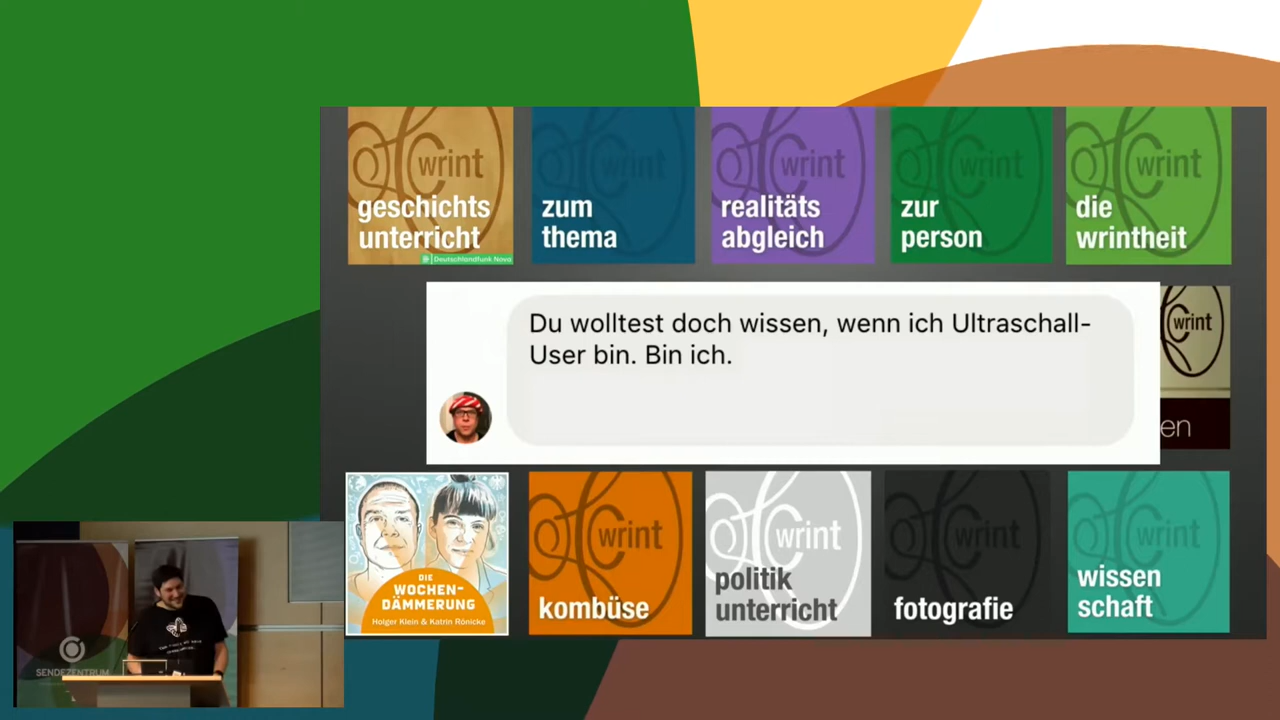 wrint
geschichts
unterricht
Deutschlandfunk Nova
wrint
zum
thema
wrint
realitäts
abgleich
wrint
zur
person
wrint
die
wrintheit
Du wolltest doch wissen, wenn ich Ultraschall-
User bin. Bin ich.
wrint
en
DIE
WOCHEN-
DÄMMERUNG
Holger Klein & Katrin Rönicke
wrint
kombüse
wrint
politik
unterricht
wrint
fotografie
wrint
wissen
schaft
SENDEZENTRUM